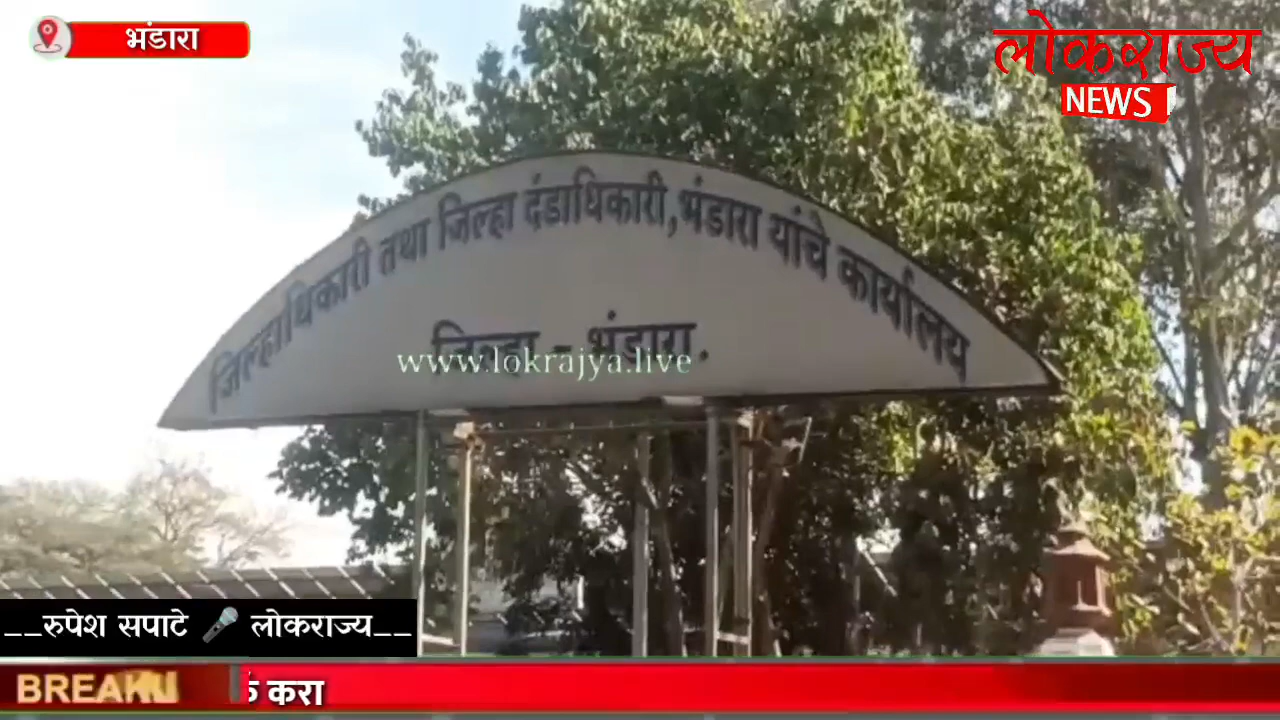 भंडारा
लोकराज्य
NEWS
जिल्हाधिकारी तथा जिल्हा दंडाधिकारी, भंडारा यांचे कार्यालय
जिल्हा - भंडारा.
www.lokrajya.live
__रुपेश सपाटे 🎤 लोकराज्य__
करा